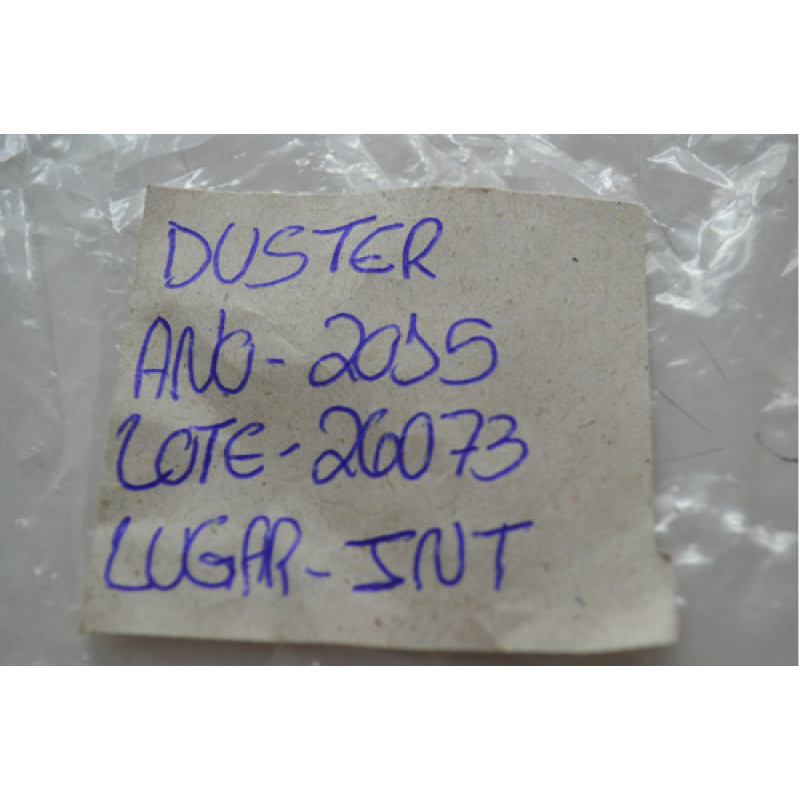 DUSTER
ANO-2015
LOTE-26073
LUGAR-INT